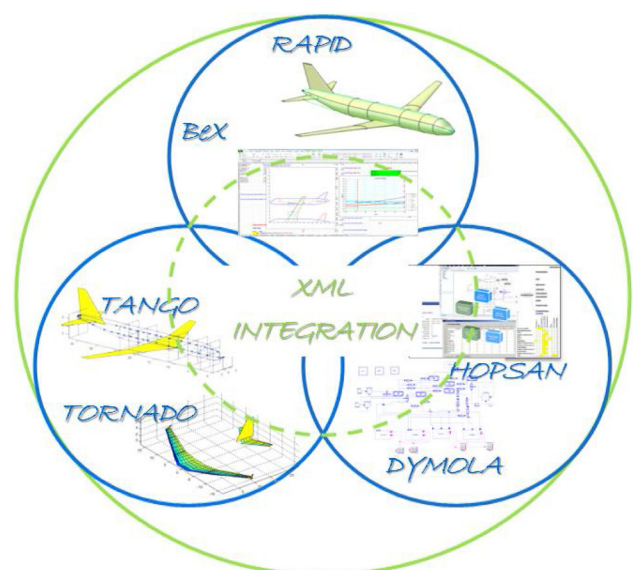 RAPID
BeX
XML
INTEGRATION
TANGO
TORNADO
HOPSAN
DYMOLA